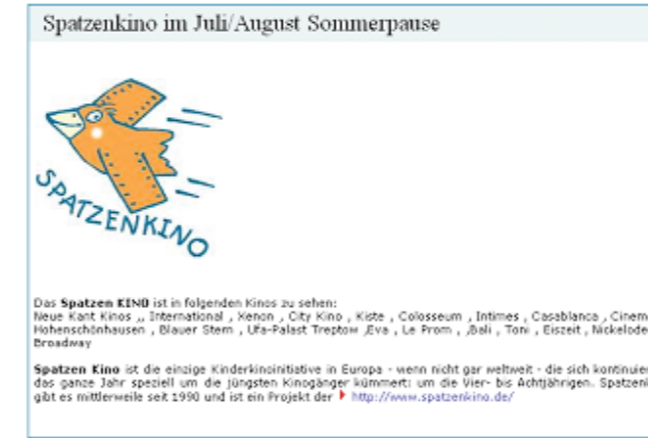 Spatzenkino im Juli/August Sommerpause
SPATZENKINO
Das Spatzen KINO ist in folgenden Kinos zu sehen:
Neue Kant Kinos ,, International , Xenon , City Kino , Kiste , Colosseum , Intimes , Casablanca , Cinem
Hohenschönhausen , Blauer Stern , Ufa-Palast Treptow ,Eva , Le Prom , ,Bali , Toni , Eiszeit , Nickelode
Broadway
Spatzen Kino ist die einzige Kinderkinoinitiative in Europa - wenn nicht gar weltweit - die sich kontinuie
das ganze Jahr speziell um die jüngsten Kinogänger kümmert: um die Vier- bis Achtjährigen. Spatzenl
gibt es mittlerweile seit 1990 und ist ein Projekt der http://www.spatzenkino.de/